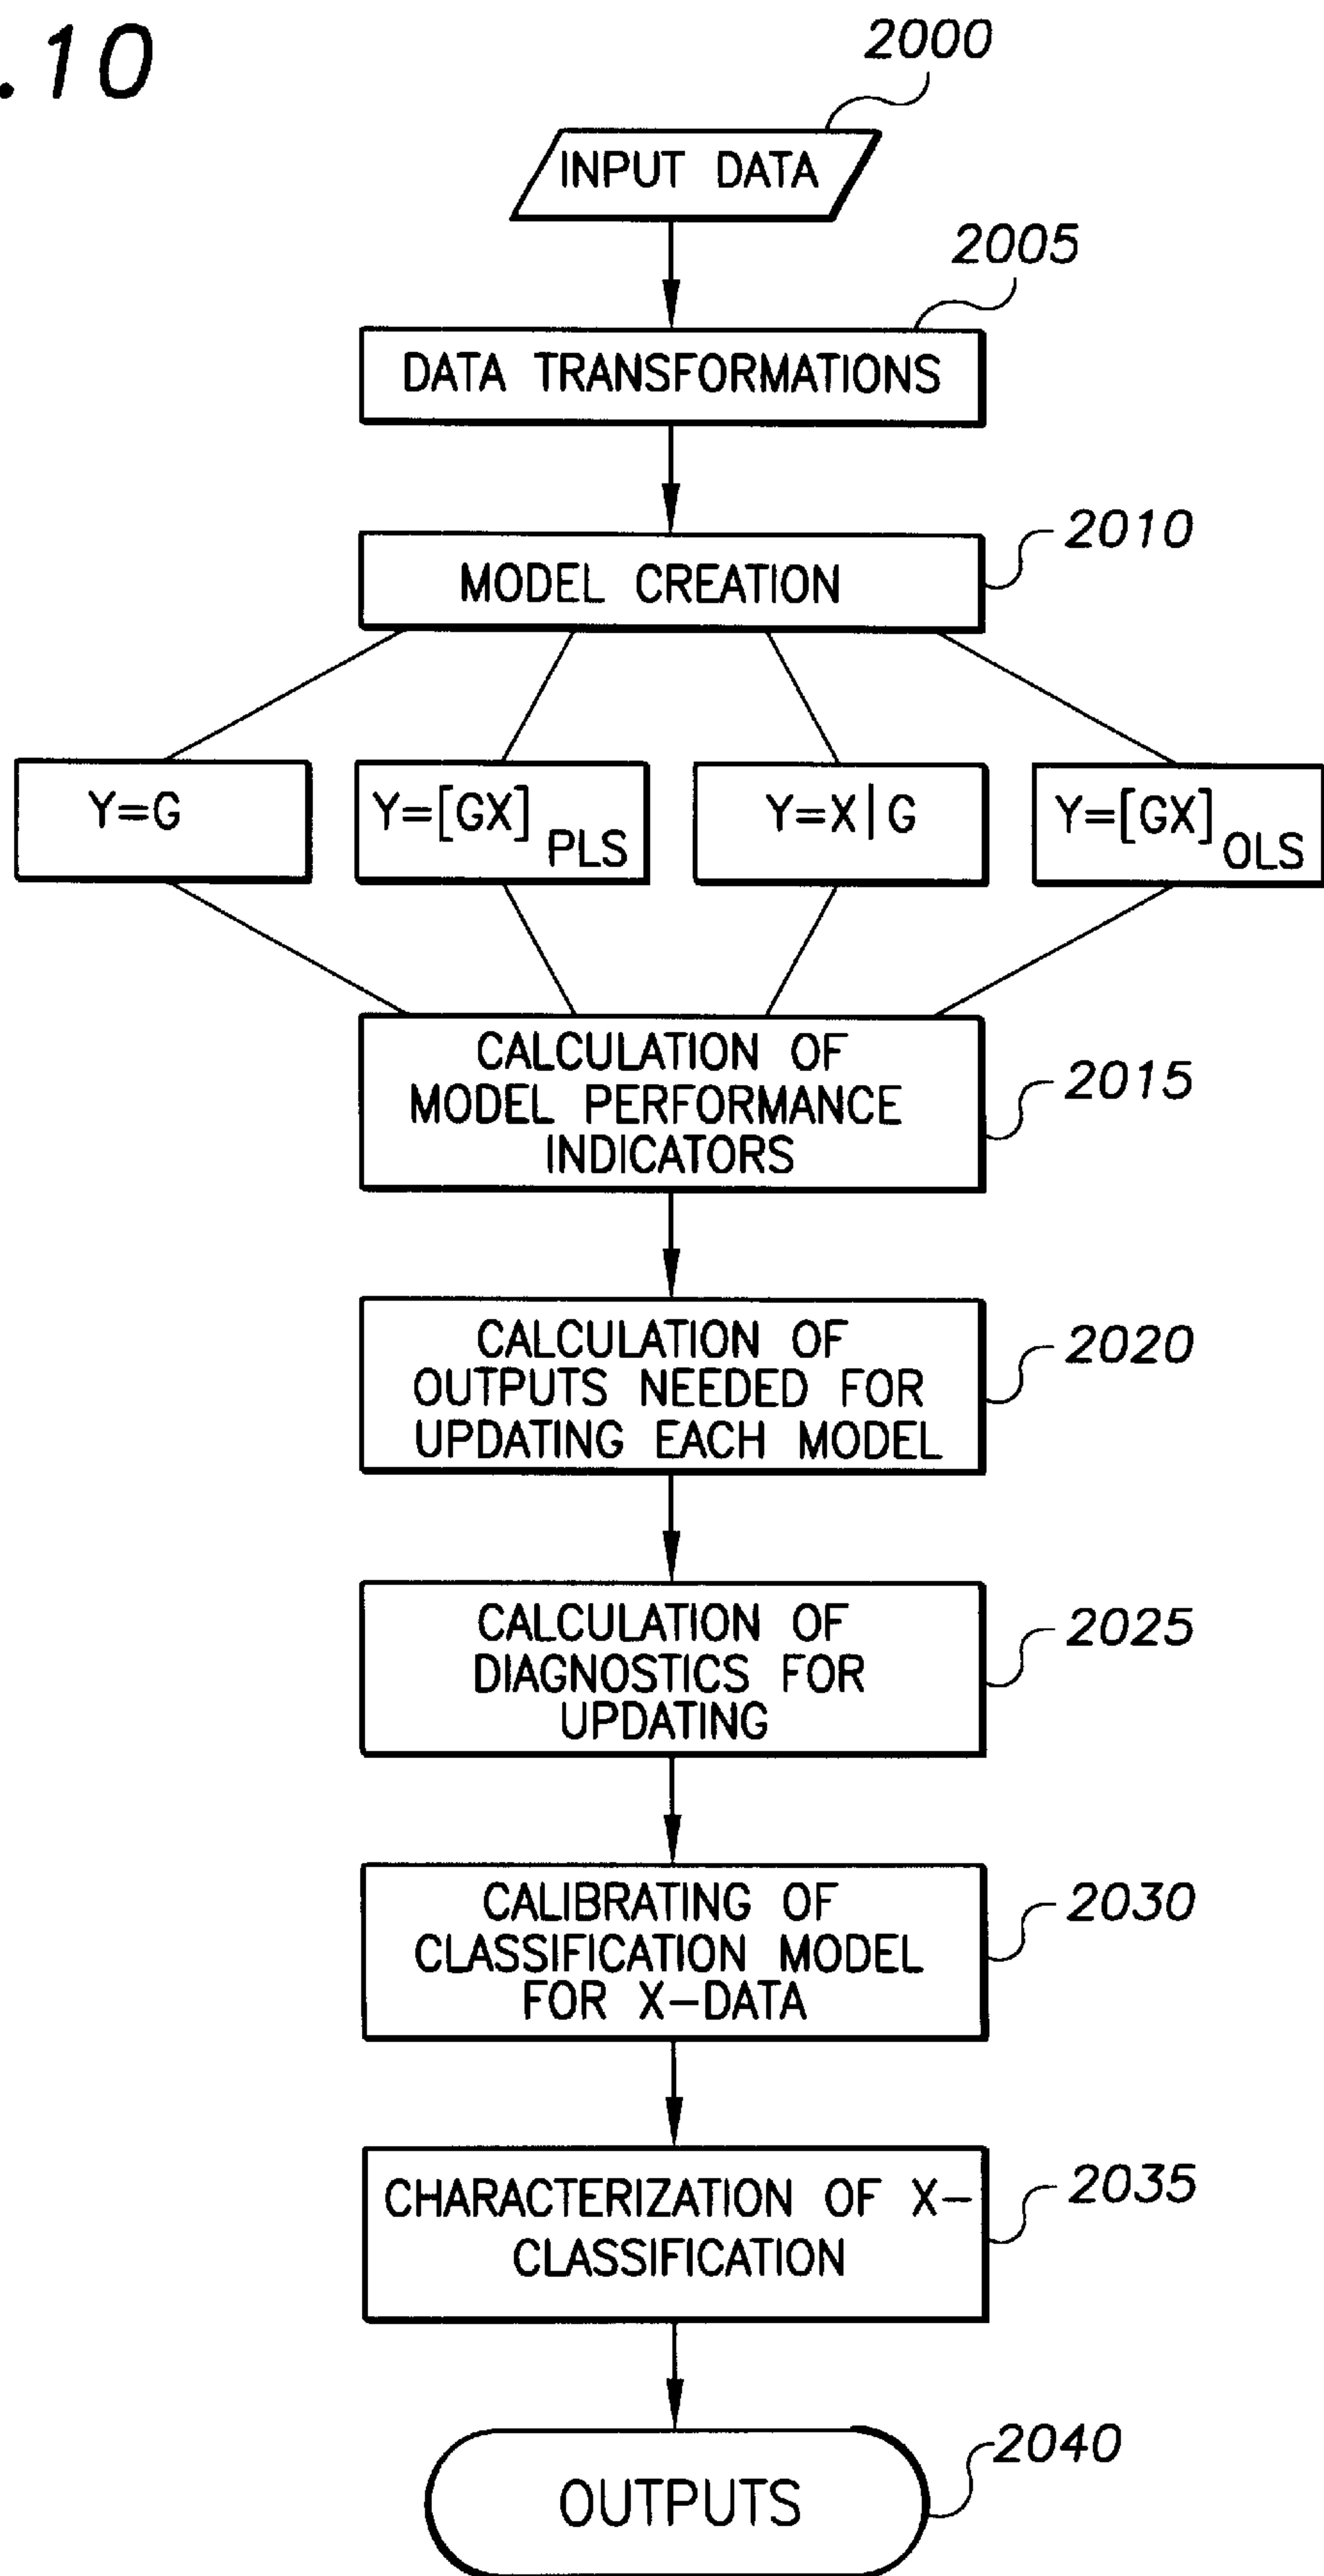 .10
2000
INPUT DATA
2005
DATA TRANSFORMATIONS
2010
MODEL CREATION
Y=G
Y=[GX] PLS
Y=X|G
Y=[GX] OLS
CALCULATION OF
MODEL PERFORMANCE
INDICATORS
2015
CALCULATION OF
OUTPUTS NEEDED FOR
UPDATING EACH MODEL
2020
CALCULATION OF
DIAGNOSTICS FOR
UPDATING
2025
CALIBRATING OF
CLASSIFICATION MODEL
FOR X-DATA
2030
CHARACTERIZATION OF X-
CLASSIFICATION
2035
OUTPUTS
2040